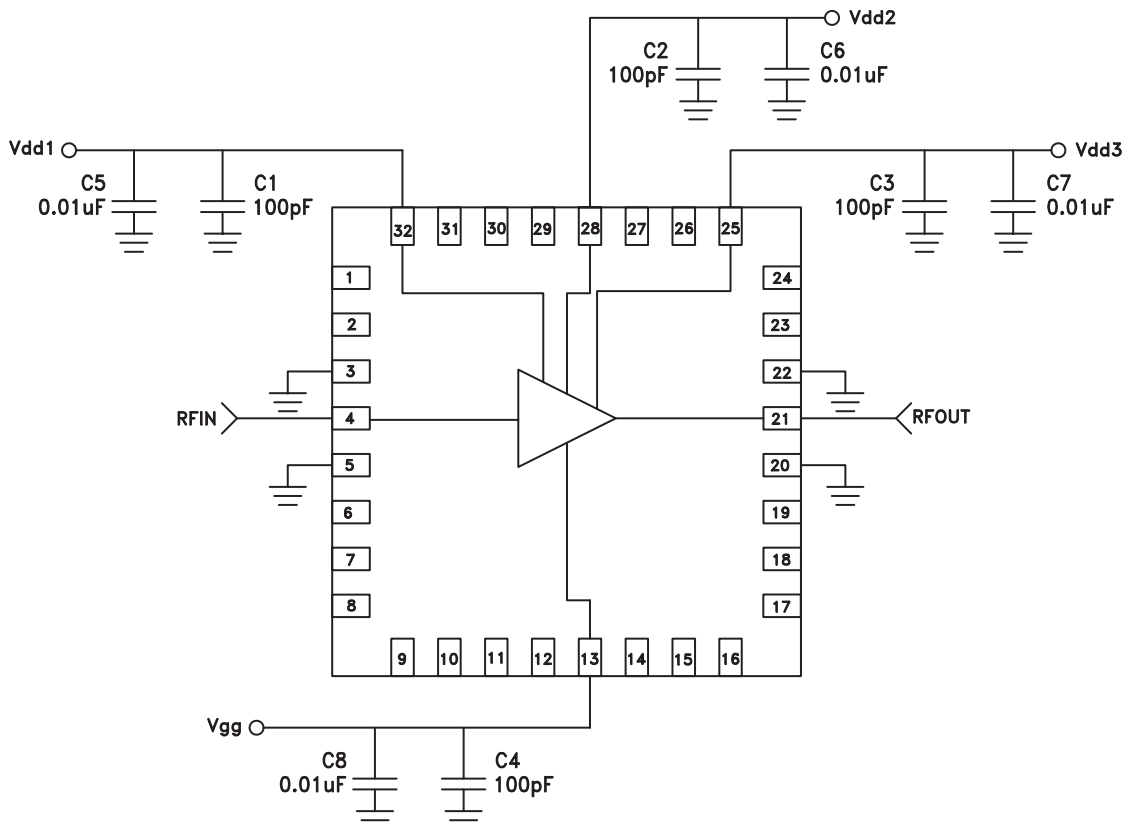 Vdd2
C2
100pF
C6
0.01uF
Vdd1
C5
0.01uF
C1
100pF
Vdd3
C3
100pF
C7
0.01uF
32 31 30 29 28 27 26 25
1 24
2 23
3 22
RFIN 4 21 RFOUT
5 20
6 19
7 18
8 17
9 10 11 12 13 14 15 16
Vgg
C8
0.01uF
C4
100pF